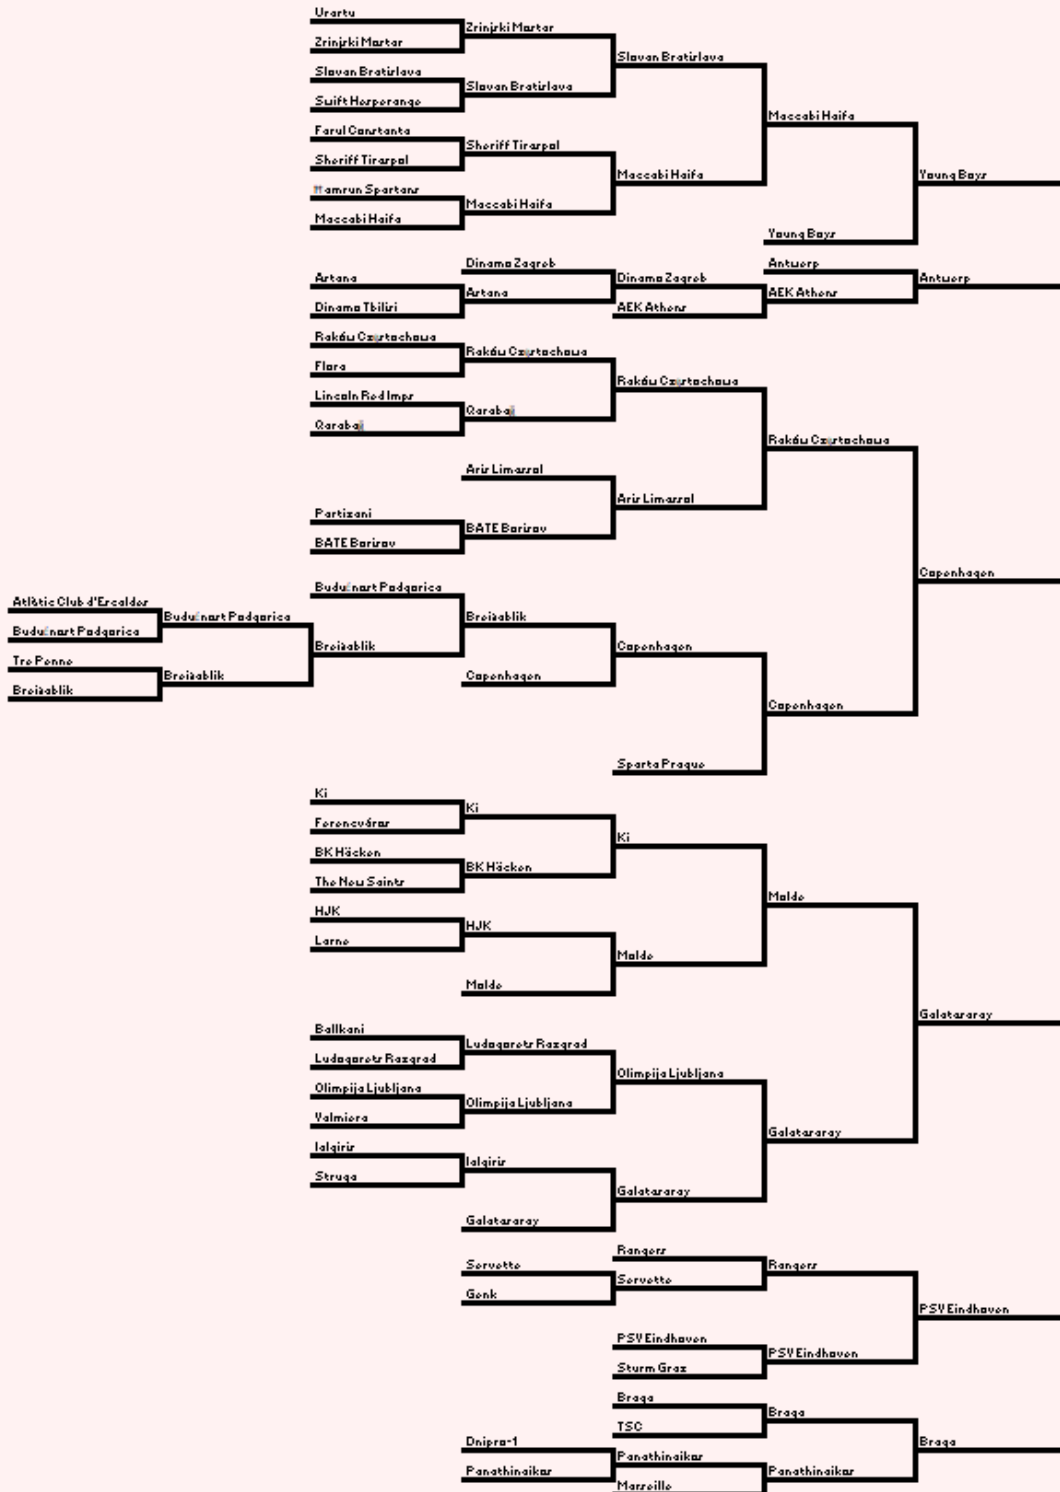 Urartu
Zrinjski Mostar
Zrinjski Mostar
Slovan Bratislava
Slovan Bratislava
Slovan Bratislava
Swift Hesperange
Maccabi Haifa
Farul Constanta
Sheriff Tiraspol
Sheriff Tiraspol
Maccabi Haifa
Young Boys
Ħamrun Spartans
Maccabi Haifa
Maccabi Haifa
Young Boys
Dinamo Zagreb
Antwerp
Artana
Dinamo Zagreb
Antwerp
Artana
AEK Athens
Dinamo Tbilisi
AEK Athens
Raków Częstochowa
Raków Częstochowa
Flora
Raków Częstochowa
Lincoln Red Imps
Qarabağ
Qarabağ
Raków Częstochowa
Aris Limassol
Aris Limassol
Partizani
BATE Borisov
BATE Borisov
Copenhagen
Budućnost Podgorica
Atlètic Club d'Escaldes
Budućnost Podgorica
Breiðablik
Budućnost Podgorica
Breiðablik
Copenhagen
Tre Penne
Breiðablik
Copenhagen
Breiðablik
Copenhagen
Sparta Prague
Ki
Ki
Ferencváros
Ki
BK Häcken
BK Häcken
The New Saints
Molde
HJK
HJK
Larne
Molde
Molde
Galatasaray
Ballkani
Ludogorets Razgrad
Ludogorets Razgrad
Olimpija Ljubljana
Olimpija Ljubljana
Olimpija Ljubljana
Valmiera
Galatasaray
Ialgiris
Ialgiris
Struga
Galatasaray
Galatasaray
Rangers
Servette
Rangers
Servette
Genk
PSV Eindhoven
PSV Eindhoven
PSV Eindhoven
Sturm Graz
Braga
Braga
TSC
Dnipro-1
Braga
Panathinaikos
Panathinaikos
Panathinaikos
Marseille